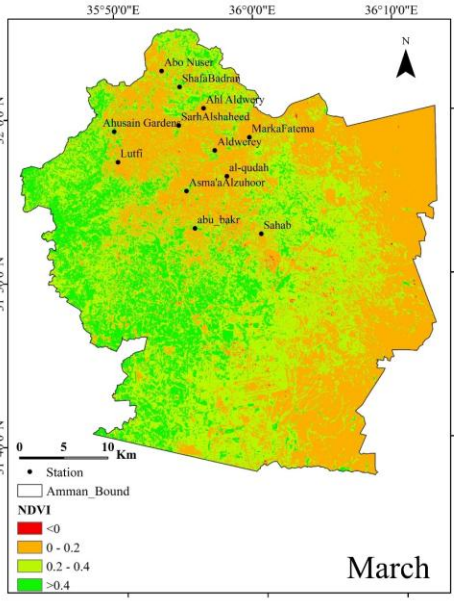 35°50'0"E 36°0'0"E 36°10'0"E
N
Abo Nuser
ShafaBadran
Ahl Aldwery
SarhAlshaheed
Ahusain Gardens
MarkaFatema
Aldwerey
Lutfi
al-qudah
Asma'aAlzuhoor
abu_bakr
Sahab
0 5 10
Km
Station
Amman_Bound
NDVI
<0
0 - 0.2
0.2 - 0.4
>0.4
March